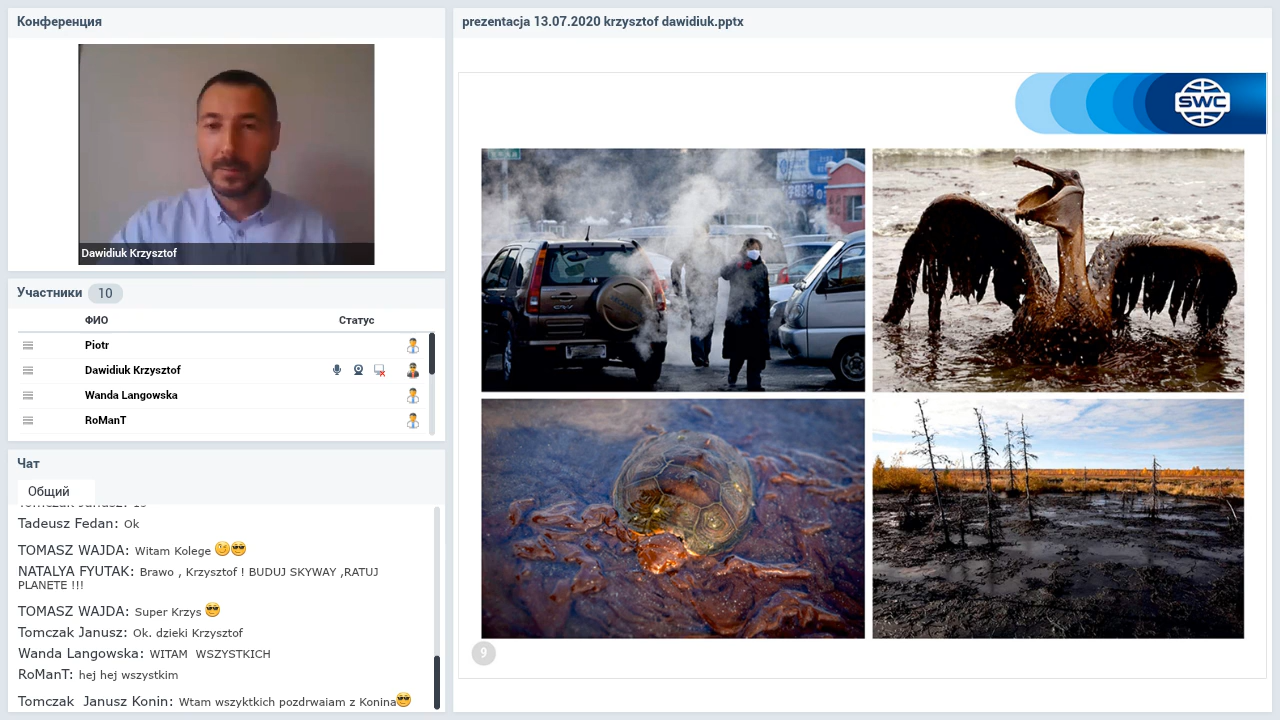 Конференция
Dawidiuk Krzysztof
Участники 10
ФИО Статус
Piotr
Dawidiuk Krzysztof
Wanda Langowska
RoManT
Чат
Общий
Tadeusz Fedan: Ok
TOMASZ WAJDA: Witam Kolege
NATALYA FYUTAK: Brawo , Krzysztof ! BUDUJ SKYWAY ,RATUJ
PLANETE !!!
TOMASZ WAJDA: Super Krzys
Tomczak Janusz: Ok. dzieki Krzysztof
Wanda Langowska: WITAM WSZYSTKICH
RoManT: hej hej wszystkim
Tomczak Janusz Konin: Wtam wszyktkich pozdrwaiam z Konina
prezentacja 13.07.2020 krzysztof dawidiuk.pptx
SWC
9